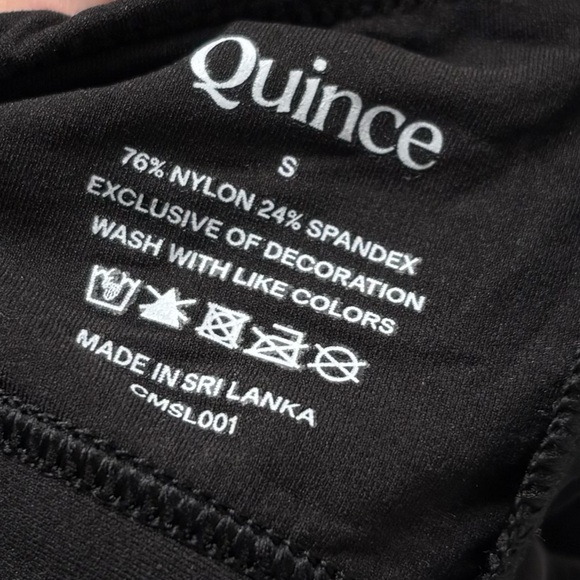 Quince
S
76% NYLON 24% SPANDEX
EXCLUSIVE OF DECORATION
WASH WITH LIKE COLORS
MADE IN SRI LANKA
CMSL001